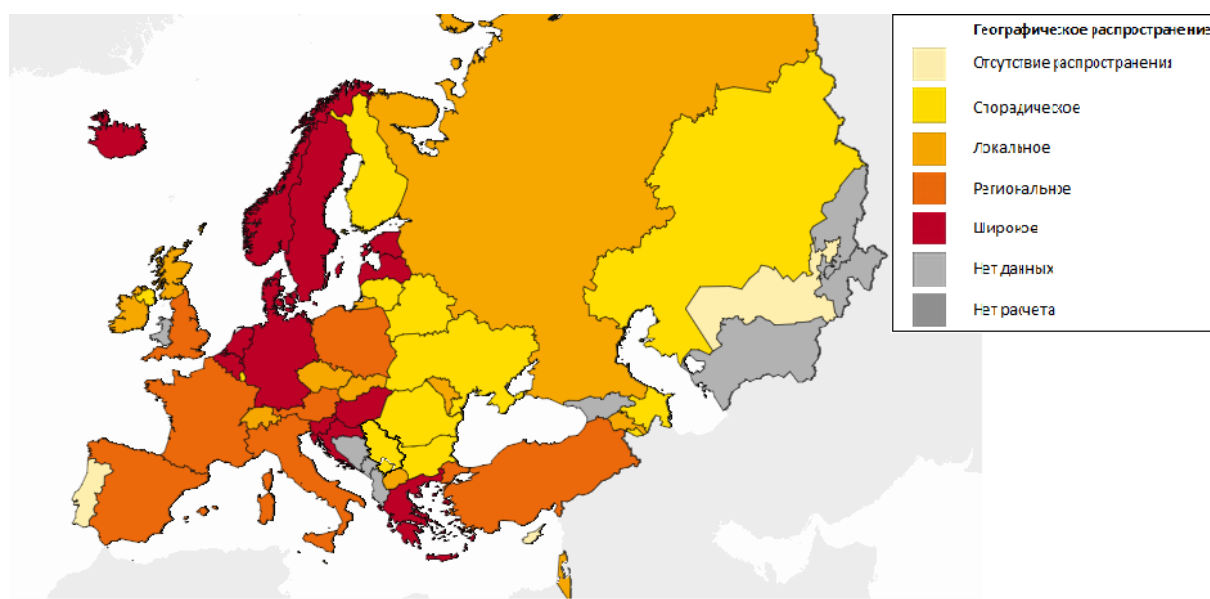 Географическое распространение
Отсутствие распространения
Спорадическое
Локальное
Региональное
Широкое
Нет данных
Нет расчета